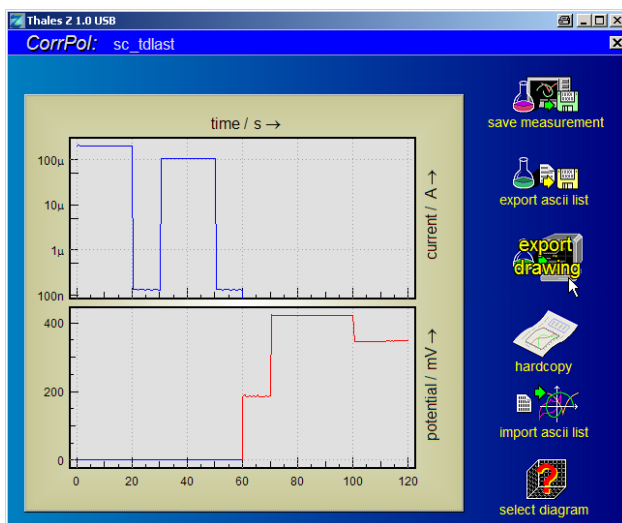 Thales Z 1.0 USB
CorrPol: sc_tdlast
time / s →
100µ
10µ
1µ
100n
current / A →
400
200
0
potential / mV →
0 20 40 60 80 100 120
save measurement
export ascii list
export
drawing
hardcopy
import ascii list
select diagram